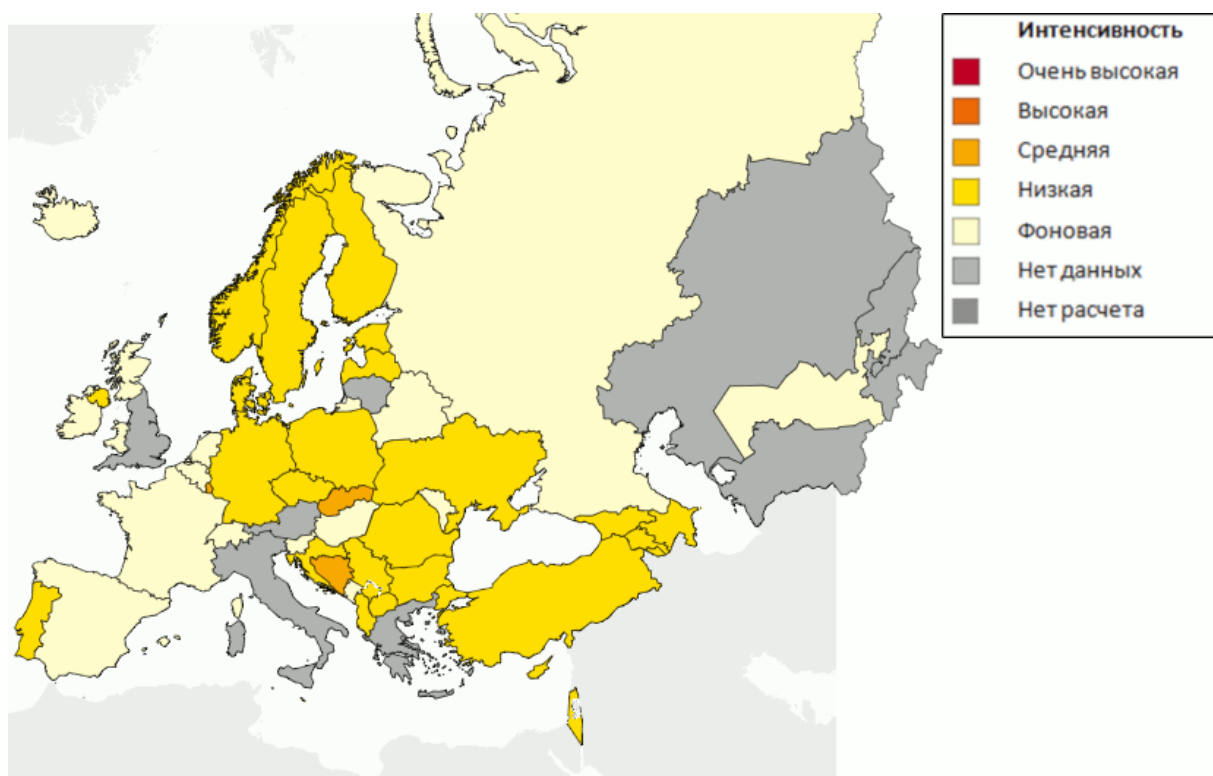 Интенсивность
Очень высокая
Высокая
Средняя
Низкая
Фоновая
Нет данных
Нет расчета